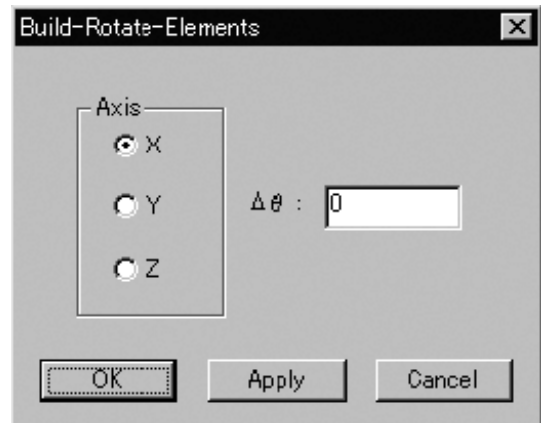 Build-Rotate-Elements
Axis
X
Y
Δθ : 0
Z
OK Apply Cancel